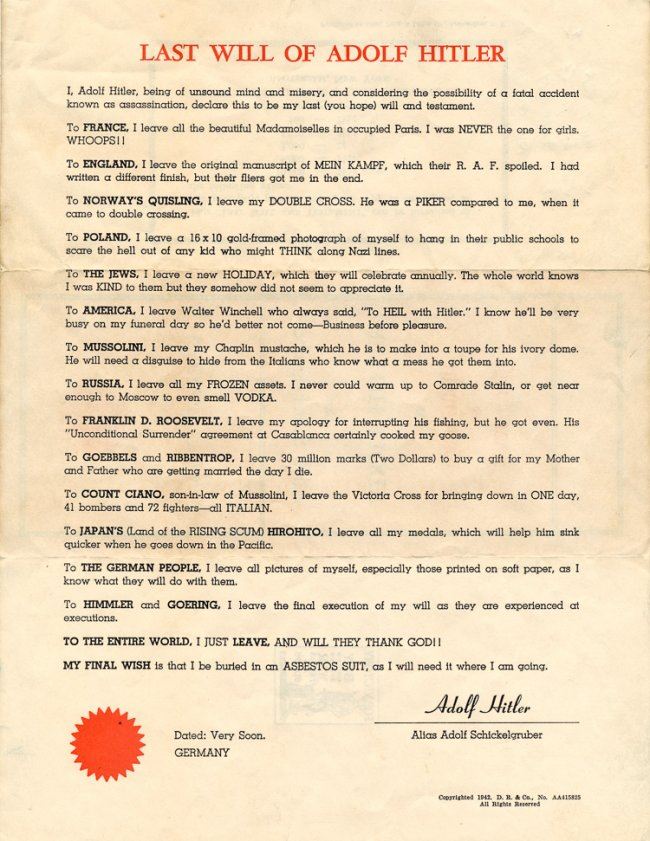 LAST WILL OF ADOLF HITLER
I, Adolf Hitler, being of unsound mind and misery, and considering the possibility of a fatal accident
known as assassination, declare this to be my last (you hope) will and testament.
To FRANCE, I leave all the beautiful Madamoiselles in occupied Paris. I was NEVER the one for girls.
WHOOPS!!
To ENGLAND, I leave the original manuscript of MEIN KAMPF, which their R. A. F. spoiled. I had
written a different finish, but their fliers got me in the end.
To NORWAY'S QUISLING, I leave my DOUBLE CROSS. He was a PIKER compared to me, when it
came to double crossing.
To POLAND, I leave a 16 x 10 gold-framed photograph of myself to hang in their public schools to
scare the hell out of any kid who might THINK along Nazi lines.
To THE JEWS, I leave a new HOLIDAY, which they will celebrate annually. The whole world knows
I was KIND to them but they somehow did not seem to appreciate it.
To AMERICA, I leave Walter Winchell who always said, "To HEIL with Hitler." I know he'll be very
busy on my funeral day so he'd better not come—Business before pleasure.
To MUSSOLINI, I leave my Chaplin mustache, which he is to make into a toupe for his ivory dome.
He will need a disguise to hide from the Italians who know what a mess he got them into.
To RUSSIA, I leave all my FROZEN assets. I never could warm up to Comrade Stalin, or get near
enough to Moscow to even smell VODKA.
To FRANKLIN D. ROOSEVELT, I leave my apology for interrupting his fishing, but he got even. His
"Unconditional Surrender" agreement at Casablanca certainly cooked my goose.
To GOEBBELS and RIBBENTROP, I leave 30 million marks (Two Dollars) to buy a gift for my Mother
and Father who are getting married the day I die.
To COUNT CIANO, son-in-law of Mussolini, I leave the Victoria Cross for bringing down in ONE day,
41 bombers and 72 fighters—all ITALIAN.
To JAPAN'S (Land of the RISING SCUM) HIROHITO, I leave all my medals, which will help him sink
quicker when he goes down in the Pacific.
To THE GERMAN PEOPLE, I leave all pictures of myself, especially those printed on soft paper, as I
know what they will do with them.
To HIMMLER and GOERING, I leave the final execution of my will as they are experienced at
executions.
TO THE ENTIRE WORLD, I JUST LEAVE, AND WILL THEY THANK GOD!!
MY FINAL WISH is that I be buried in an ASBESTOS SUIT, as I will need it where I am going.
Adolf Hitler
Dated: Very Soon.
Alias Adolf Schickelgruber
GERMANY
Copyrighted 1942, D. R. & Co., No. AA415825
All Rights Reserved